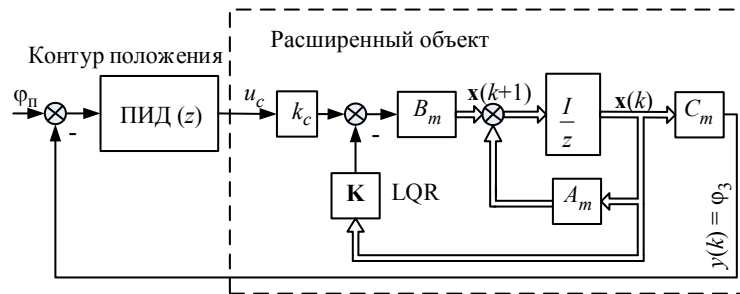 Расширенный объект
Контур положения
φп
-
ПИД (z)
uc
kc
-
Bm
x(k+1)
I
z
x(k)
Cm
K
LQR
Am
y(k) = φ3